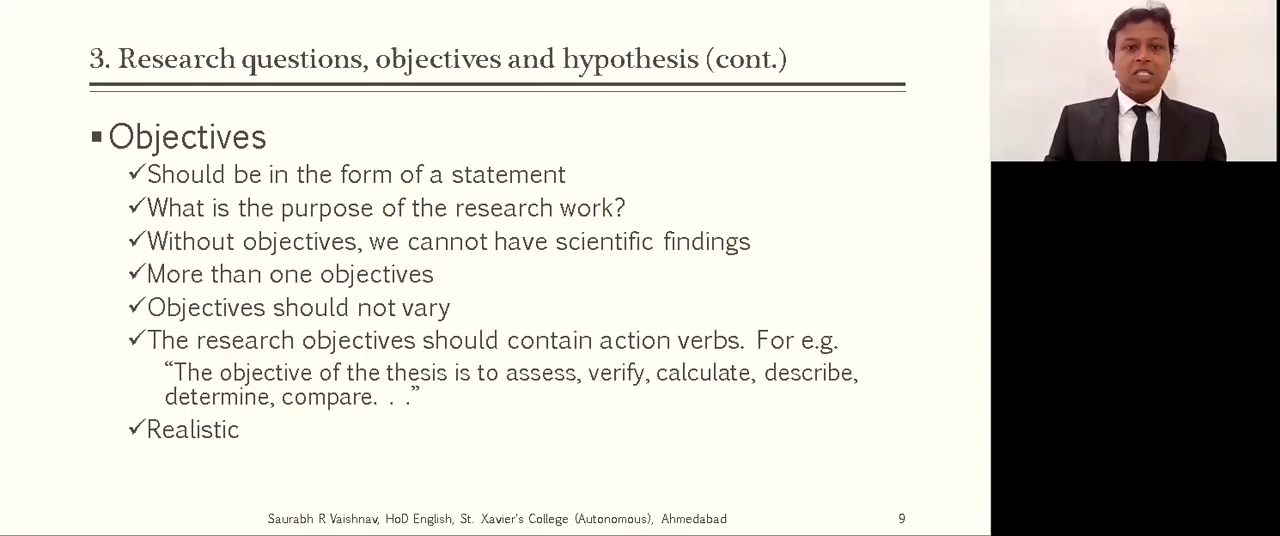 3. Research questions, objectives and hypothesis (cont.)
▪Objectives
✓Should be in the form of a statement
✓What is the purpose of the research work?
✓Without objectives, we cannot have scientific findings
✓More than one objectives
✓Objectives should not vary
✓The research objectives should contain action verbs. For e.g.
“The objective of the thesis is to assess, verify, calculate, describe,
determine, compare. . .”
✓Realistic
Saurabh R Vaishnav, HoD English, St. Xavier's College (Autonomous), Ahmedabad
9